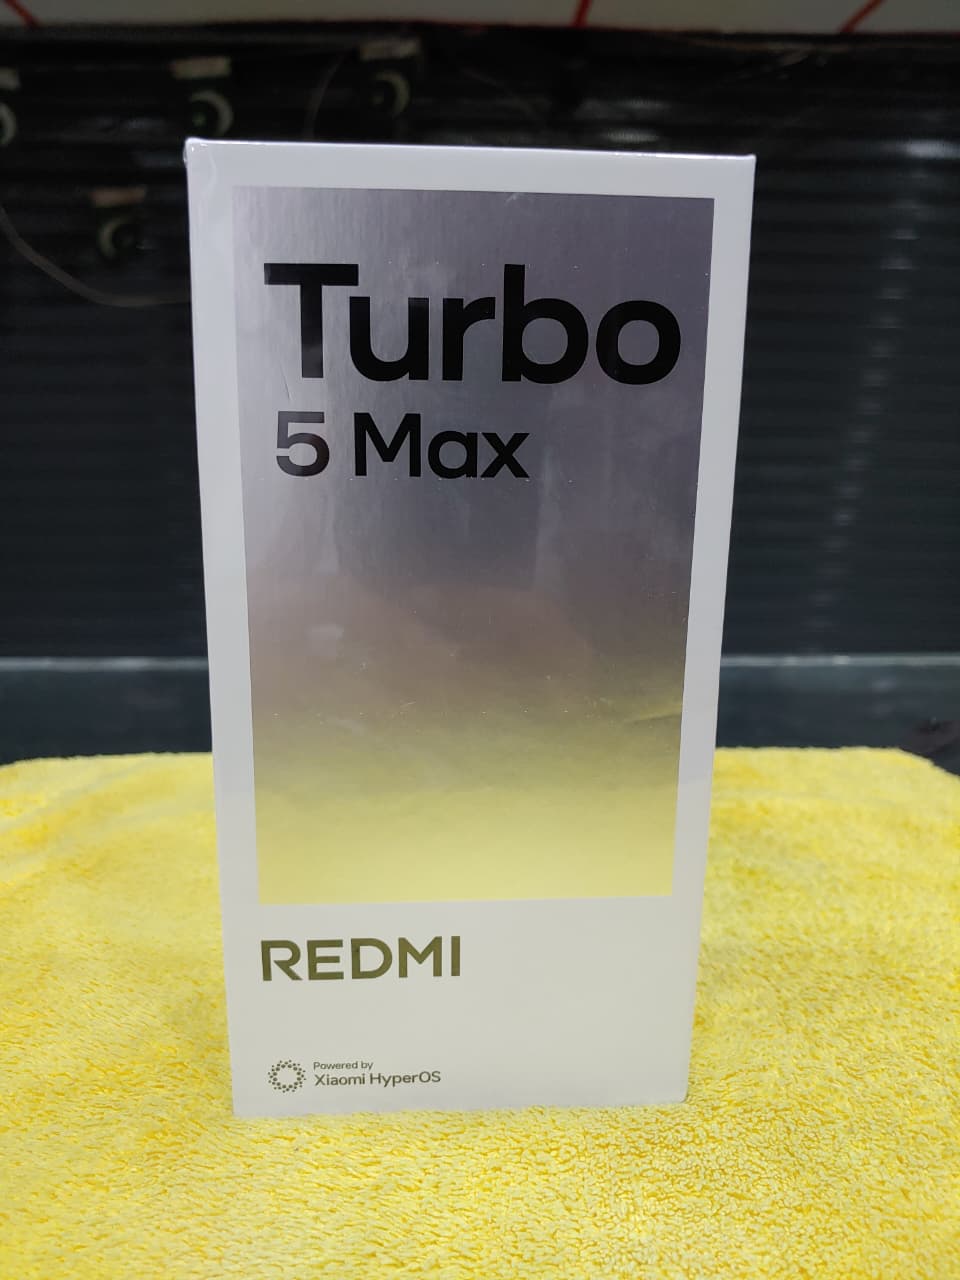 Turbo
5 Max
REDMI
Powered by
Xiaomi HyperOS